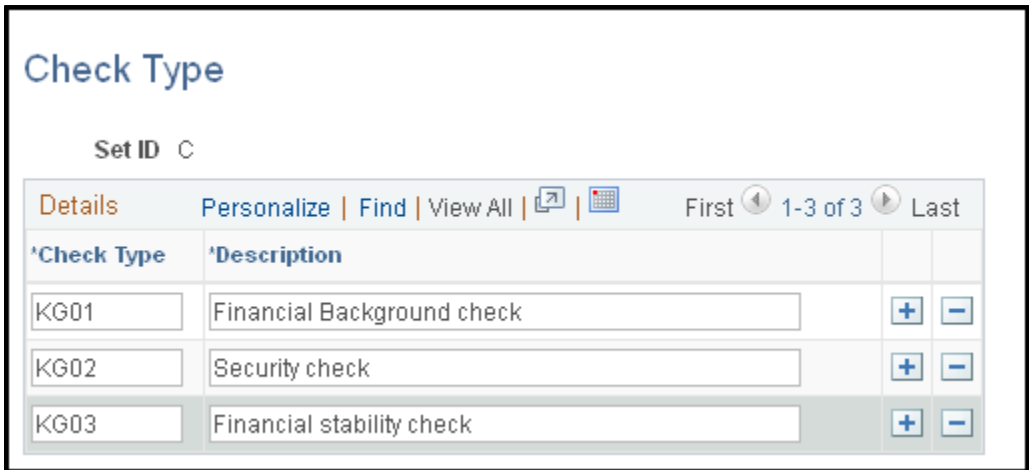 Check Type
Set ID C
Details Personalize | Find | View All | | First 1-3 of 3 Last
*Check Type *Description
KG01 Financial Background check + -
KG02 Security check + -
KG03 Financial stability check + -